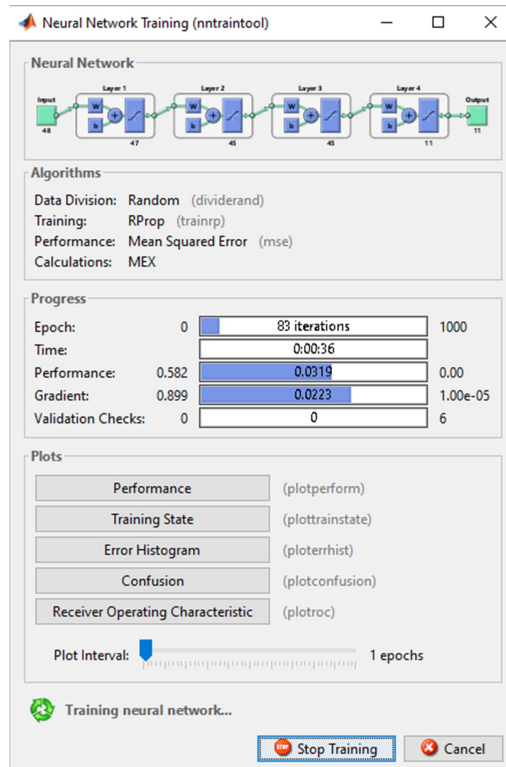 Neural Network Training (nntraintool)
Neural Network
Layer 1 Layer 2 Layer 3 Layer 4
Input Output
W W W W
b b b b
48 47 45 45 11 11
Algorithms
Data Division: Random (dividerand)
Training: RProp (trainrp)
Performance: Mean Squared Error (mse)
Calculations: MEX
Progress
Epoch: 0 83 iterations 1000
Time: 0:00:36
Performance: 0.582 0.0319 0.00
Gradient: 0.899 0.0223 1.00e-05
Validation Checks: 0 0 6
Plots
Performance (plotperform)
Training State (plottrainstate)
Error Histogram (ploterrhist)
Confusion (plotconfusion)
Receiver Operating Characteristic (plotroc)
Plot Interval: 1 epochs
Training neural network...
STOP Stop Training Cancel